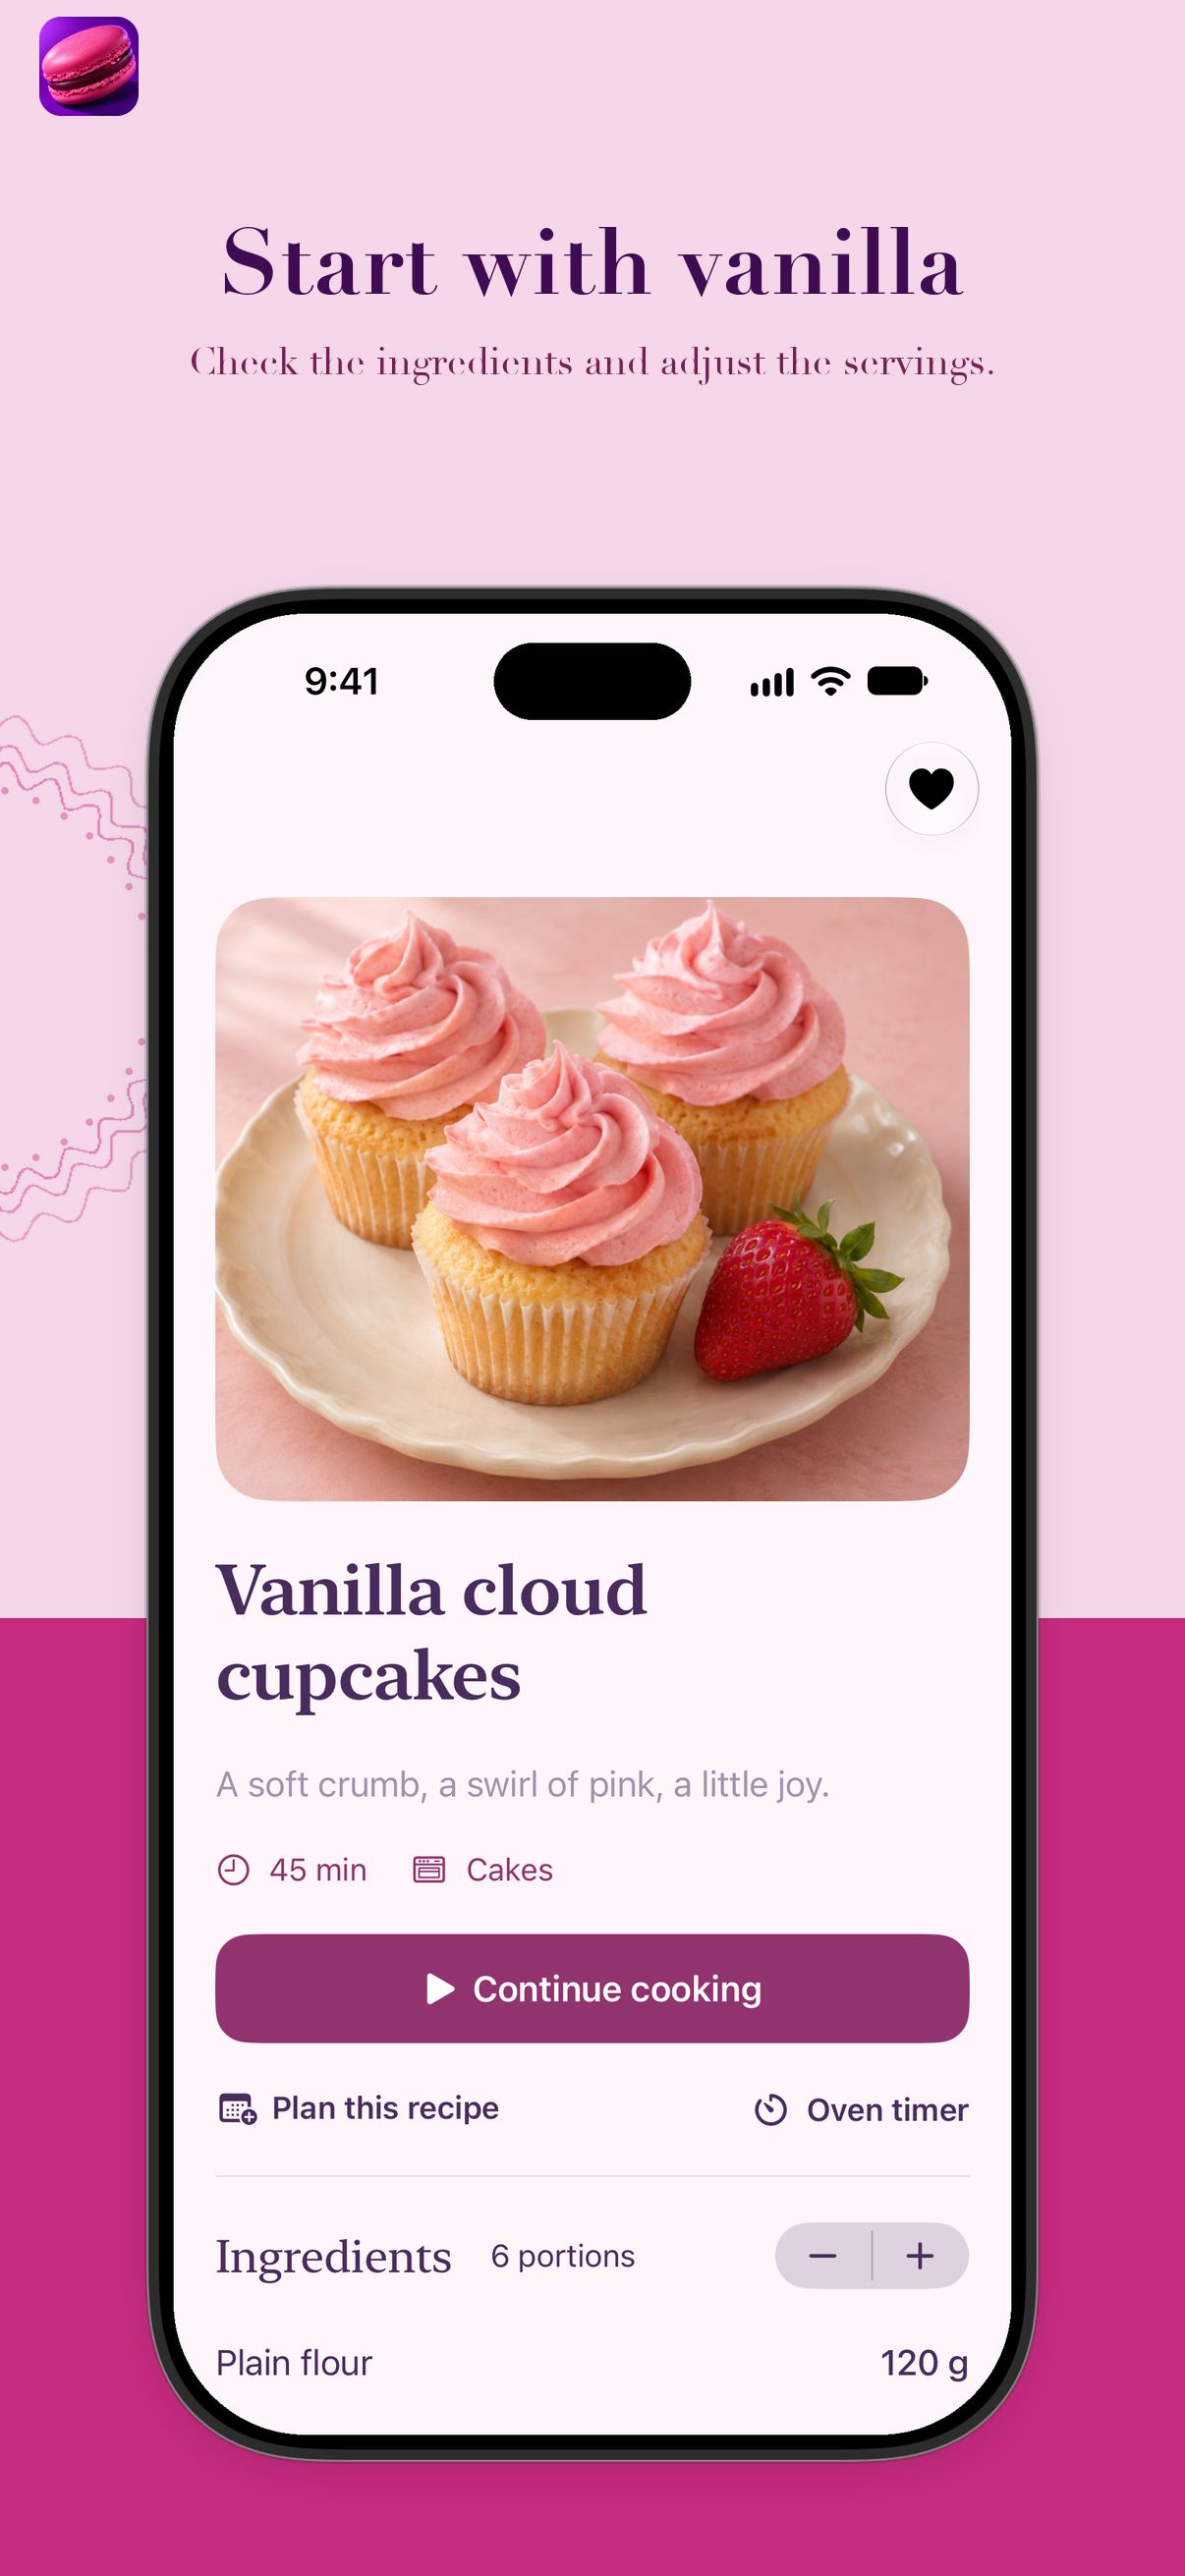 Start with vanilla
Check the ingredients and adjust the servings.
9:41
Vanilla cloud
cupcakes
A soft crumb, a swirl of pink, a little joy.
45 min Cakes
Continue cooking
Plan this recipe Oven timer
Ingredients 6 portions − +
Plain flour 120 g